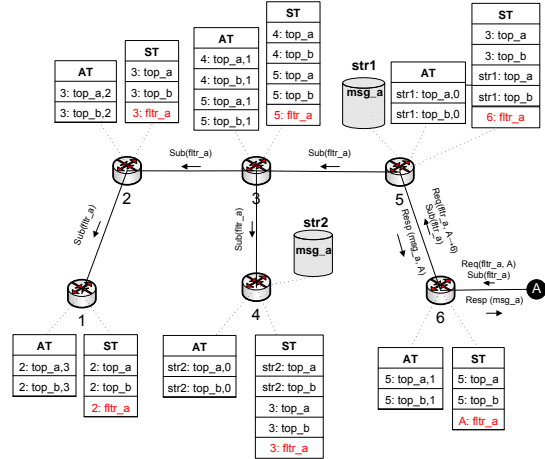 AT
3: top_a,2
3: top_b,2
ST
3: top_a
3: top_b
3: fltr_a
AT
4: top_a,1
4: top_b,1
5: top_a,1
5: top_b,1
ST
4: top_a
4: top_b
5: top_a
5: top_b
5: fltr_a
str1
msg_a
AT
str1: top_a,0
str1: top_b,0
ST
3: top_a
3: top_b
str1: top_a
str1: top_b
6: fltr_a
Sub(fltr_a)
Sub(fltr_a)
2
3
5
Sub(fltr_a)
Sub(fltr_a)
str2
msg_a
Req(fltr_a, A→6)
Sub(fltr_a)
Resp (msg_a, A)
Req(fltr_a, A)
Sub(fltr_a)
A
Resp (msg_a)
1
4
6
AT
2: top_a,3
2: top_b,3
ST
2: top_a
2: top_b
2: fltr_a
AT
str2: top_a,0
str2: top_b,0
ST
str2: top_a
str2: top_b
3: top_a
3: top_b
3: fltr_a
AT
5: top_a,1
5: top_b,1
ST
5: top_a
5: top_b
A: fltr_a